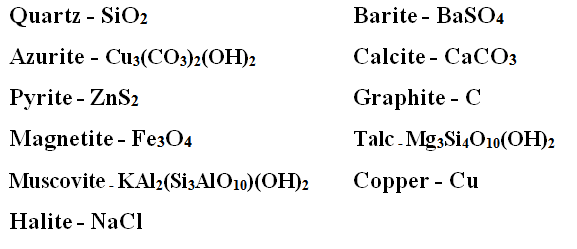 Quartz - SiO2
Azurite - Cu3(CO3)2(OH)2
Pyrite - ZnS2
Magnetite - Fe3O4
Muscovite - KAl2(Si3AlO10)(OH)2
Halite - NaCl
Barite - BaSO4
Calcite - CaCO3
Graphite - C
Talc - Mg3Si4O10(OH)2
Copper - Cu